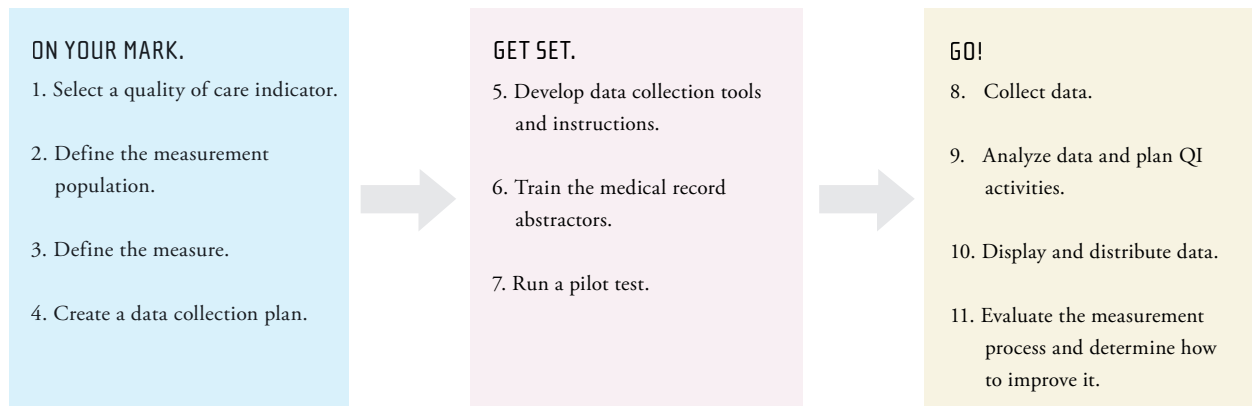 ON YOUR MARK.
1. Select a quality of care indicator.
2. Define the measurement
population.
3. Define the measure.
4. Create a data collection plan.
GET SET.
5. Develop data collection tools
and instructions.
6. Train the medical record
abstractors.
7. Run a pilot test.
GO!
8. Collect data.
9. Analyze data and plan QI
activities.
10. Display and distribute data.
11. Evaluate the measurement
process and determine how
to improve it.